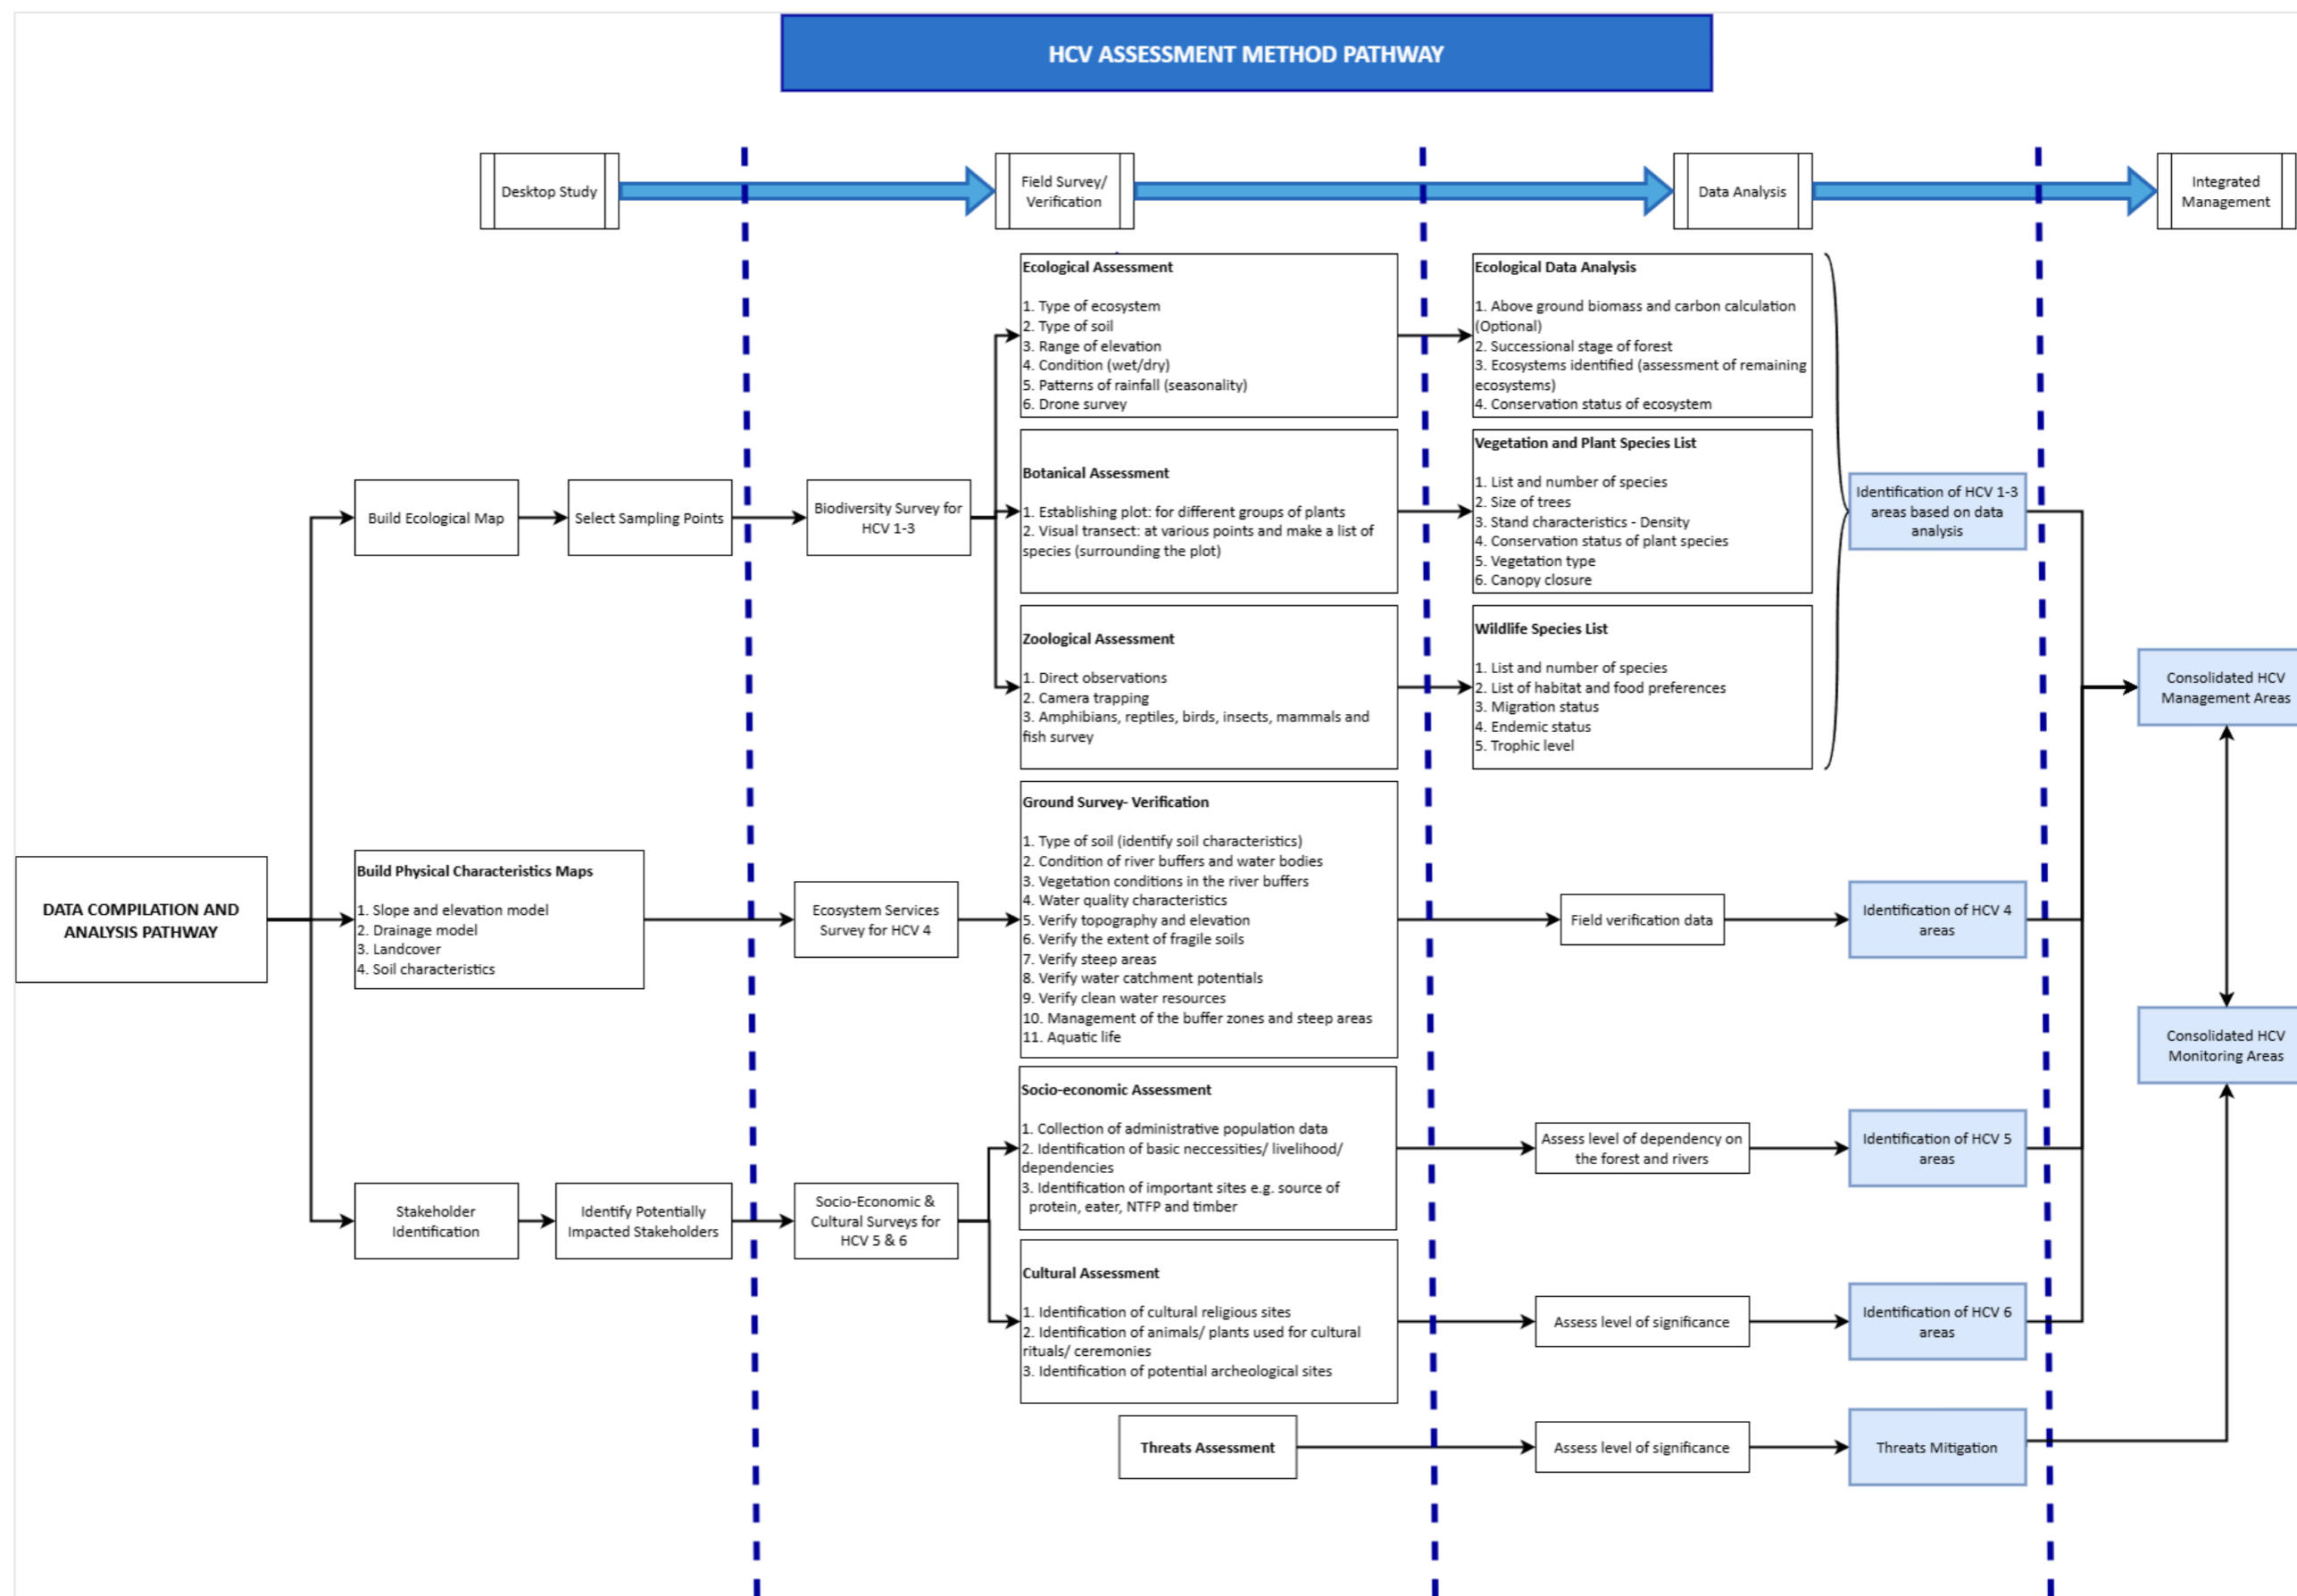 HCV ASSESSMENT METHOD PATHWAY
Desktop Study
Field Survey/
Verification
Data Analysis
Integrated
Management
DATA COMPILATION AND
ANALYSIS PATHWAY
Build Ecological Map
Select Sampling Points
Biodiversity Survey for
HCV 1-3
Ecological Assessment
1. Type of ecosystem
2. Type of soil
3. Range of elevation
4. Condition (wet/dry)
5. Patterns of rainfall (seasonality)
6. Drone survey
Ecological Data Analysis
1. Above ground biomass and carbon calculation
(Optional)
2. Successional stage of forest
3. Ecosystems identified (assessment of remaining
ecosystems)
4. Conservation status of ecosystem
Botanical Assessment
1. Establishing plot: for different groups of plants
2. Visual transect: at various points and make a list of
species (surrounding the plot)
Vegetation and Plant Species List
1. List and number of species
2. Size of trees
3. Stand characteristics - Density
4. Conservation status of plant species
5. Vegetation type
6. Canopy closure
Zoological Assessment
1. Direct observations
2. Camera trapping
3. Amphibians, reptiles, birds, insects, mammals and
fish survey
Wildlife Species List
1. List and number of species
2. List of habitat and food preferences
3. Migration status
4. Endemic status
5. Trophic level
Identification of HCV 1-3
areas based on data
analysis
Build Physical Characteristics Maps
1. Slope and elevation model
2. Drainage model
3. Landcover
4. Soil characteristics
Ecosystem Services
Survey for HCV 4
Ground Survey- Verification
1. Type of soil (identify soil characteristics)
2. Condition of river buffers and water bodies
3. Vegetation conditions in the river buffers
4. Water quality characteristics
5. Verify topography and elevation
6. Verify the extent of fragile soils
7. Verify steep areas
8. Verify water catchment potentials
9. Verify clean water resources
10. Management of the buffer zones and steep areas
11. Aquatic life
Field verification data
Identification of HCV 4
areas
Stakeholder
Identification
Identify Potentially
Impacted Stakeholders
Socio-Economic &
Cultural Surveys for
HCV 5 & 6
Socio-economic Assessment
1. Collection of administrative population data
2. Identification of basic neccessities/ livelihood/
dependencies
3. Identification of important sites e.g. source of
protein, eater, NTFP and timber
Assess level of dependency on
the forest and rivers
Identification of HCV 5
areas
Cultural Assessment
1. Identification of cultural religious sites
2. Identification of animals/ plants used for cultural
rituals/ ceremonies
3. Identification of potential archeological sites
Assess level of significance
Identification of HCV 6
areas
Threats Assessment
Assess level of significance
Threats Mitigation
Consolidated HCV
Management Areas
Consolidated HCV
Monitoring Areas